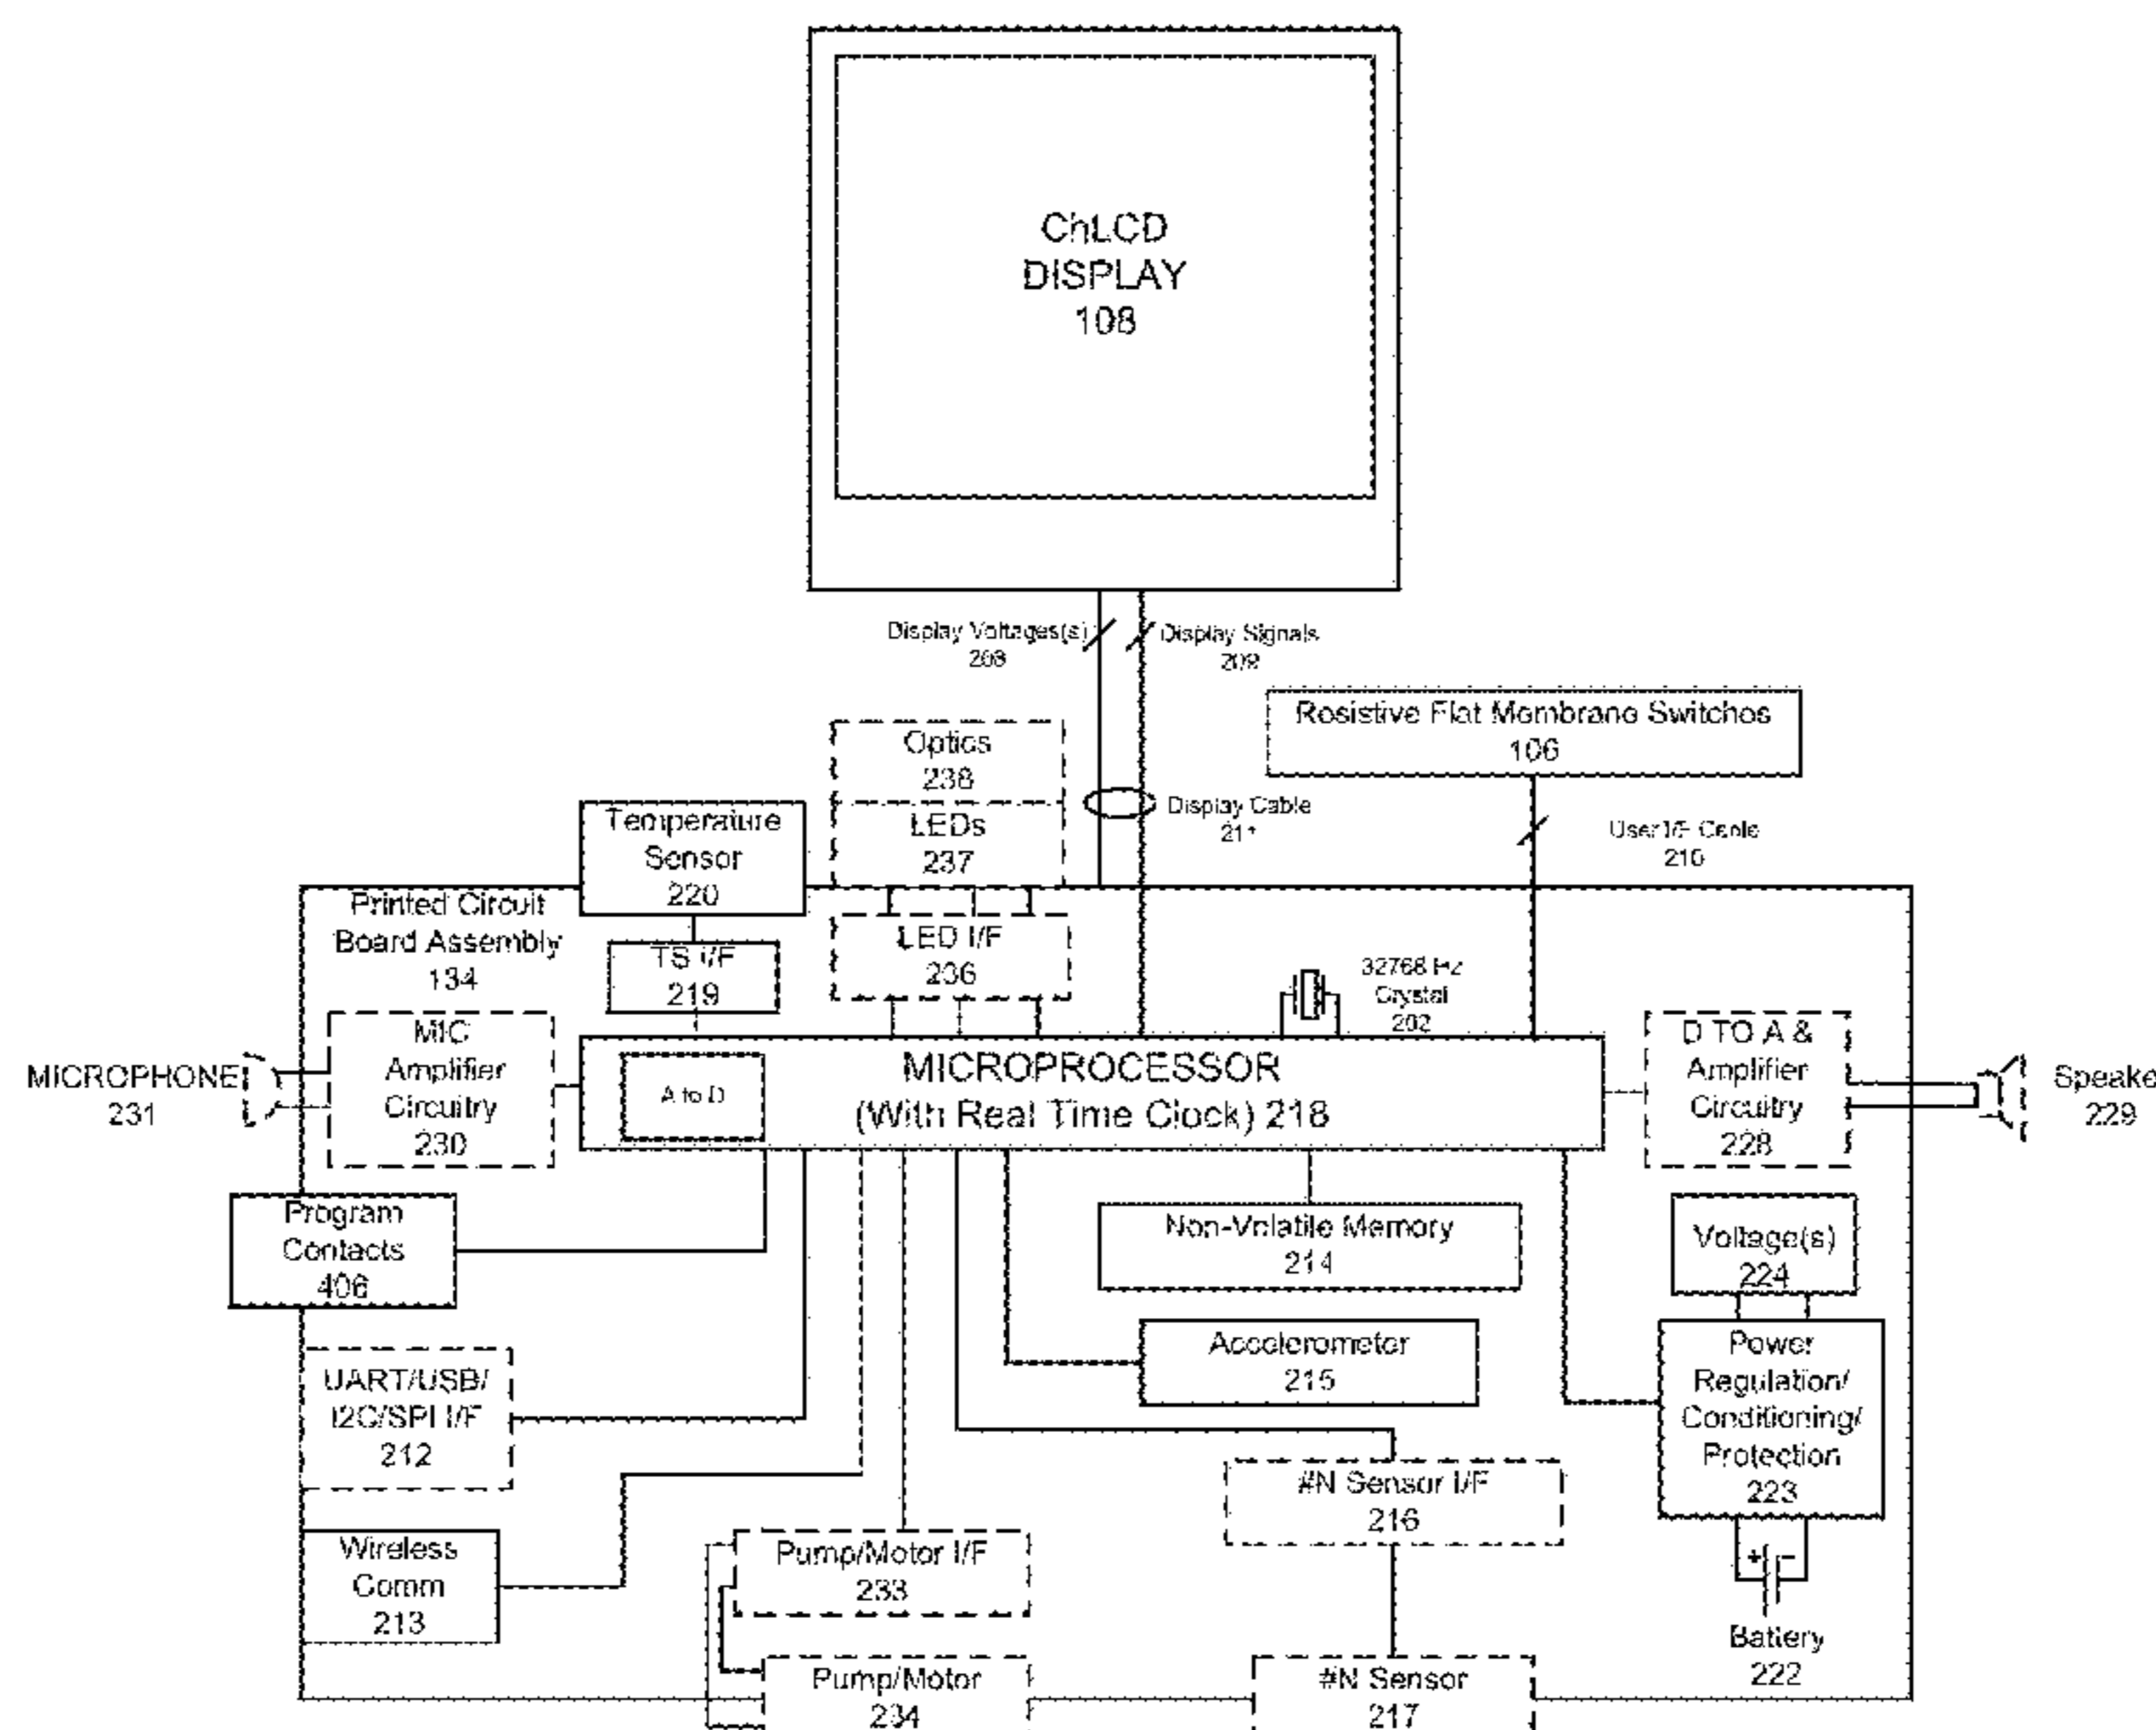 ChLCD
DISPLAY
108
Display Voltages(s)
208
Display Signals
209
Resistive Flat Membrane Switches
106
Optics
238
LEDs
237
Display Cable
211
User I/F Cable
210
Temperature
Sensor
220
Printed Circuit
Board Assembly
134
TS I/F
219
LED I/F
236
32768 Hz
Crystal
202
MIC
Amplifier
Circuitry
230
MICROPHONE
231
A to D
MICROPROCESSOR
(With Real Time Clock) 218
D TO A &
Amplifier
Circuitry
228
Speake
229
Program
Contacts
406
Non-Volatile Memory
214
Voltage(s)
224
Accelerometer
215
Power
Regulation/
Conditioning/
Protection
223
UART/USB/
I2C/SPI I/F
212
#N Sensor I/F
216
Wireless
Comm
213
Pump/Motor I/F
233
+ -
Battery
222
Pump/Motor
234
#N Sensor
217